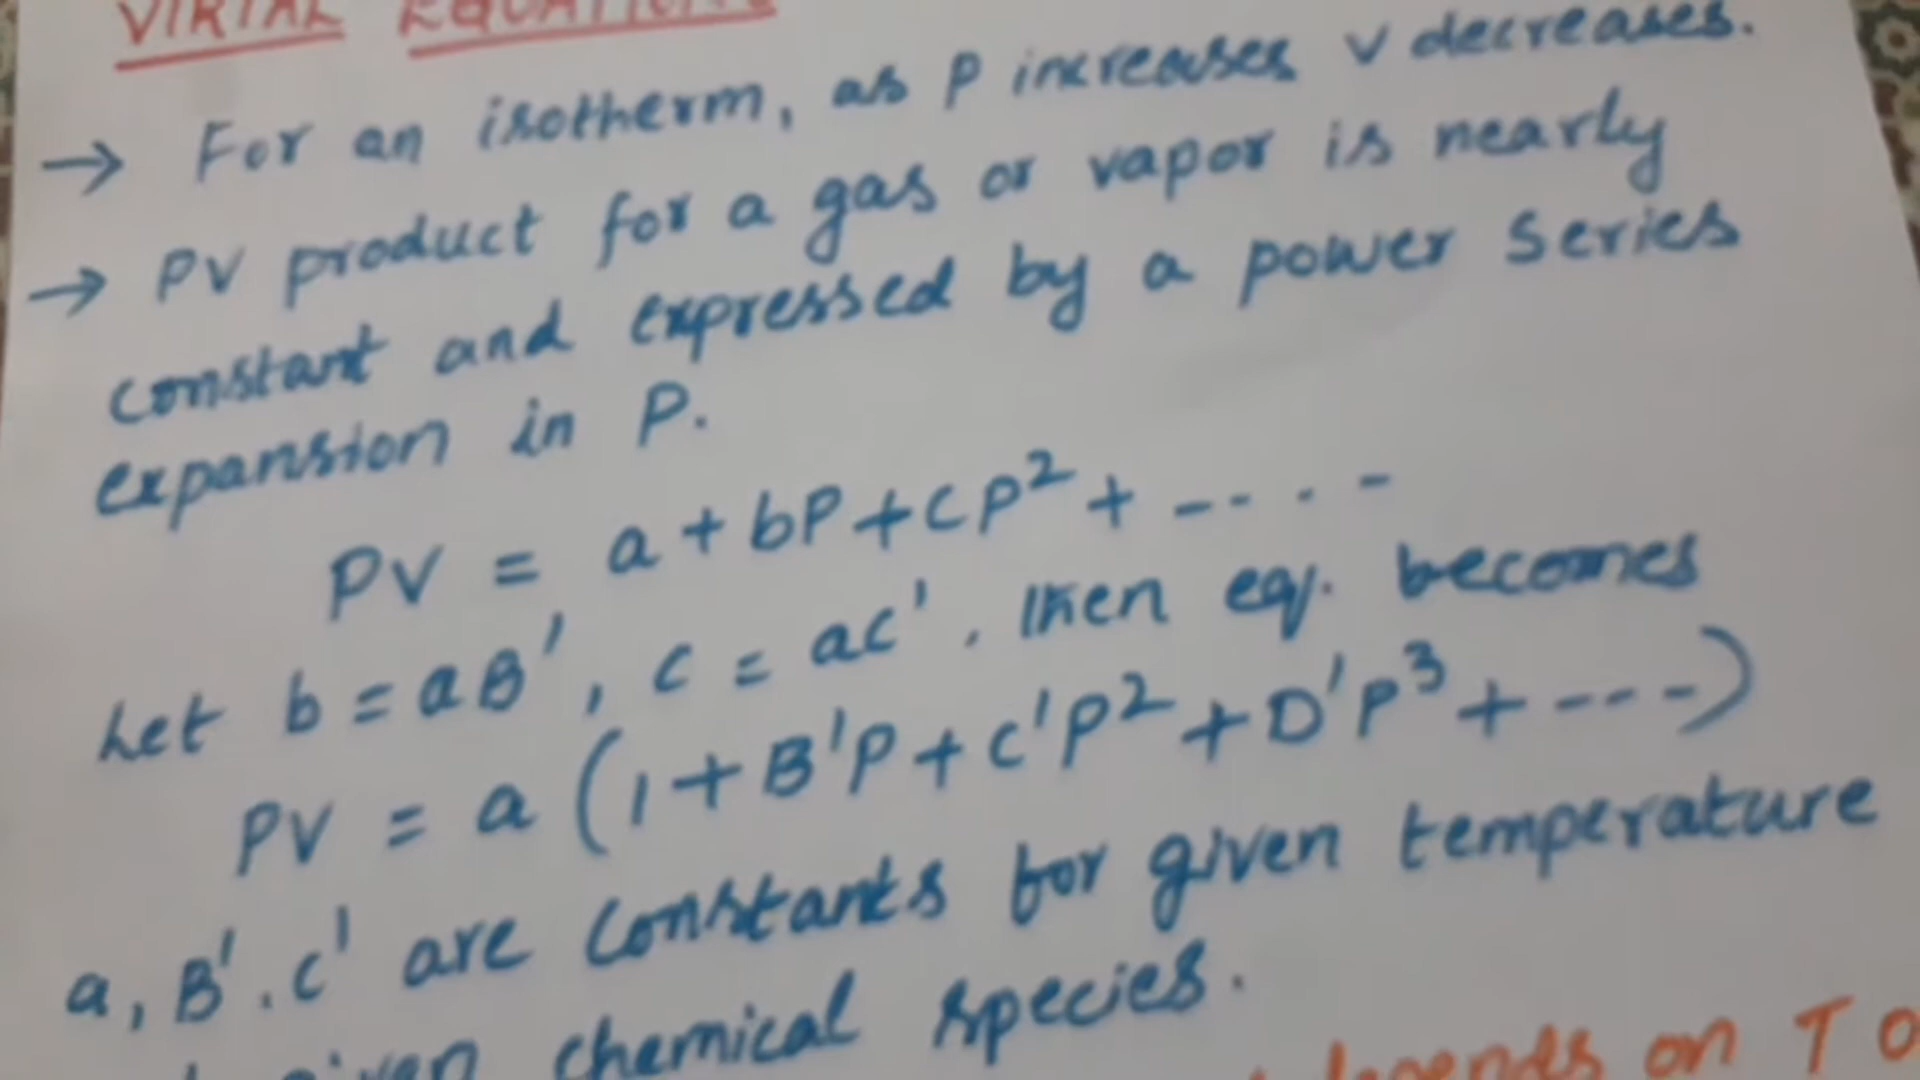 VIRIAL EQUATIONS
→ For an isotherm, as P increases V decreases.
→ PV product for a gas or vapor is nearly
constant and expressed by a power series
expansion in P.
PV = a + bP + CP² + - - . . -
Let b = aB', c = ac'. then eq. becomes
PV = a (1 + B'P + C'P² + D'P³ + - - - -)
a, B'. C' are constants for given temperature
given chemical species.
depends on T O